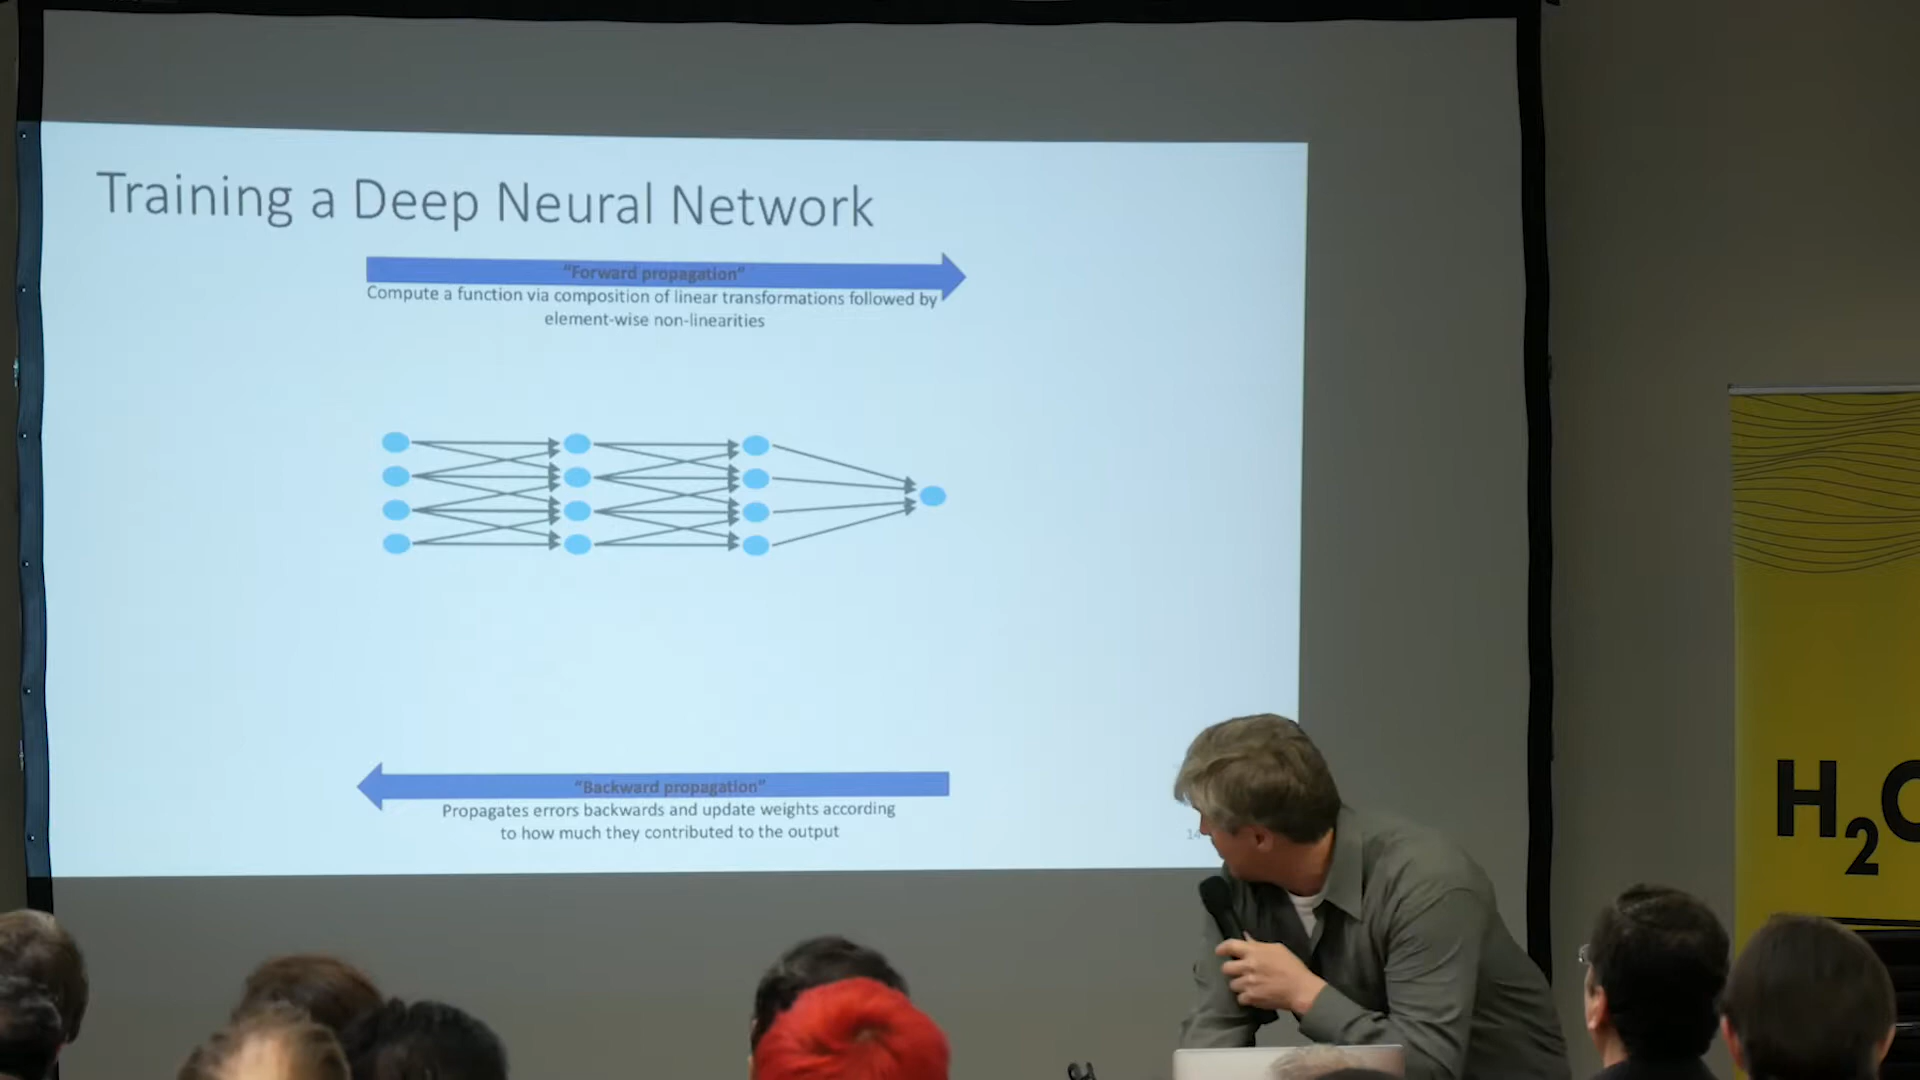 Training a Deep Neural Network
"Forward propagation"
Compute a function via composition of linear transformations followed by
element-wise non-linearities
"Backward propagation"
Propagates errors backwards and update weights according
to how much they contributed to the output
14
H2O